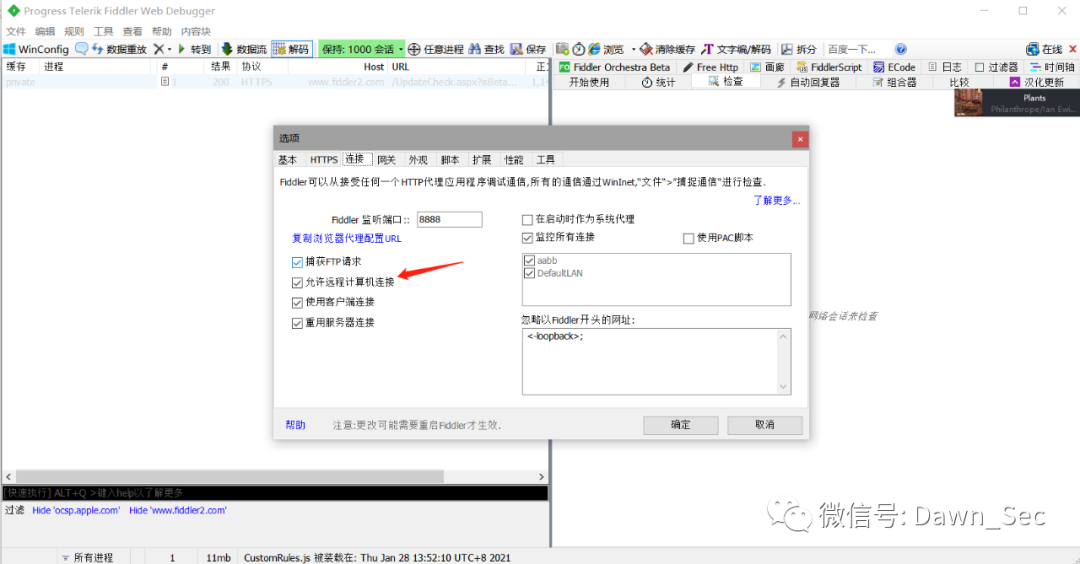 Progress Telerik Fiddler Web Debugger
文件 编辑 规则 工具 查看 帮助 内容块
WinConfig 数据重放 转到 数据流 解码 保持: 1000 会话 任意进程 查找 保存 浏览 清除缓存 文字编/解码 拆分 百度一下... 在线
缓存 进程 # 结果 协议 Host URL 正文
private 1 200 HTTPS www.fiddler2.com /UpdateCheck.aspx?isBeta...
FO Fiddler Orchestra Beta Free Http 画廊 FiddlerScript ECode 日志 过滤器 时间轴
开始使用 统计 检查 自动回复器 组合器 比较 汉化更新
Plants
Philanthrope/Ian Ewi...
选项
基本 HTTPS 连接 网关 外观 脚本 扩展 性能 工具
Fiddler可以从接受任何一个HTTP代理应用程序调试通信,所有的通信通过WinInet,"文件">"捕捉通信"进行检查.
了解更多...
Fiddler 监听端口:: 8888
复制浏览器代理配置URL
捕获FTP请求
允许远程计算机连接
使用客户端连接
重用服务器连接
在启动时作为系统代理
监控所有连接 使用PAC脚本
aabb
DefaultLAN
忽略以Fiddler开头的网址:
<-loopback>;
帮助 注意:更改可能需要重启Fiddler才生效.
确定 取消
网络会话来检查
[快速执行] ALT+Q >键入help以了解更多
过滤 Hide 'ocsp.apple.com' Hide 'www.fiddler2.com'
所有进程 1 11mb CustomRules.js 被装载在: Thu Jan 28 13:52:10 UTC+8 2021
微信号: Dawn_Sec